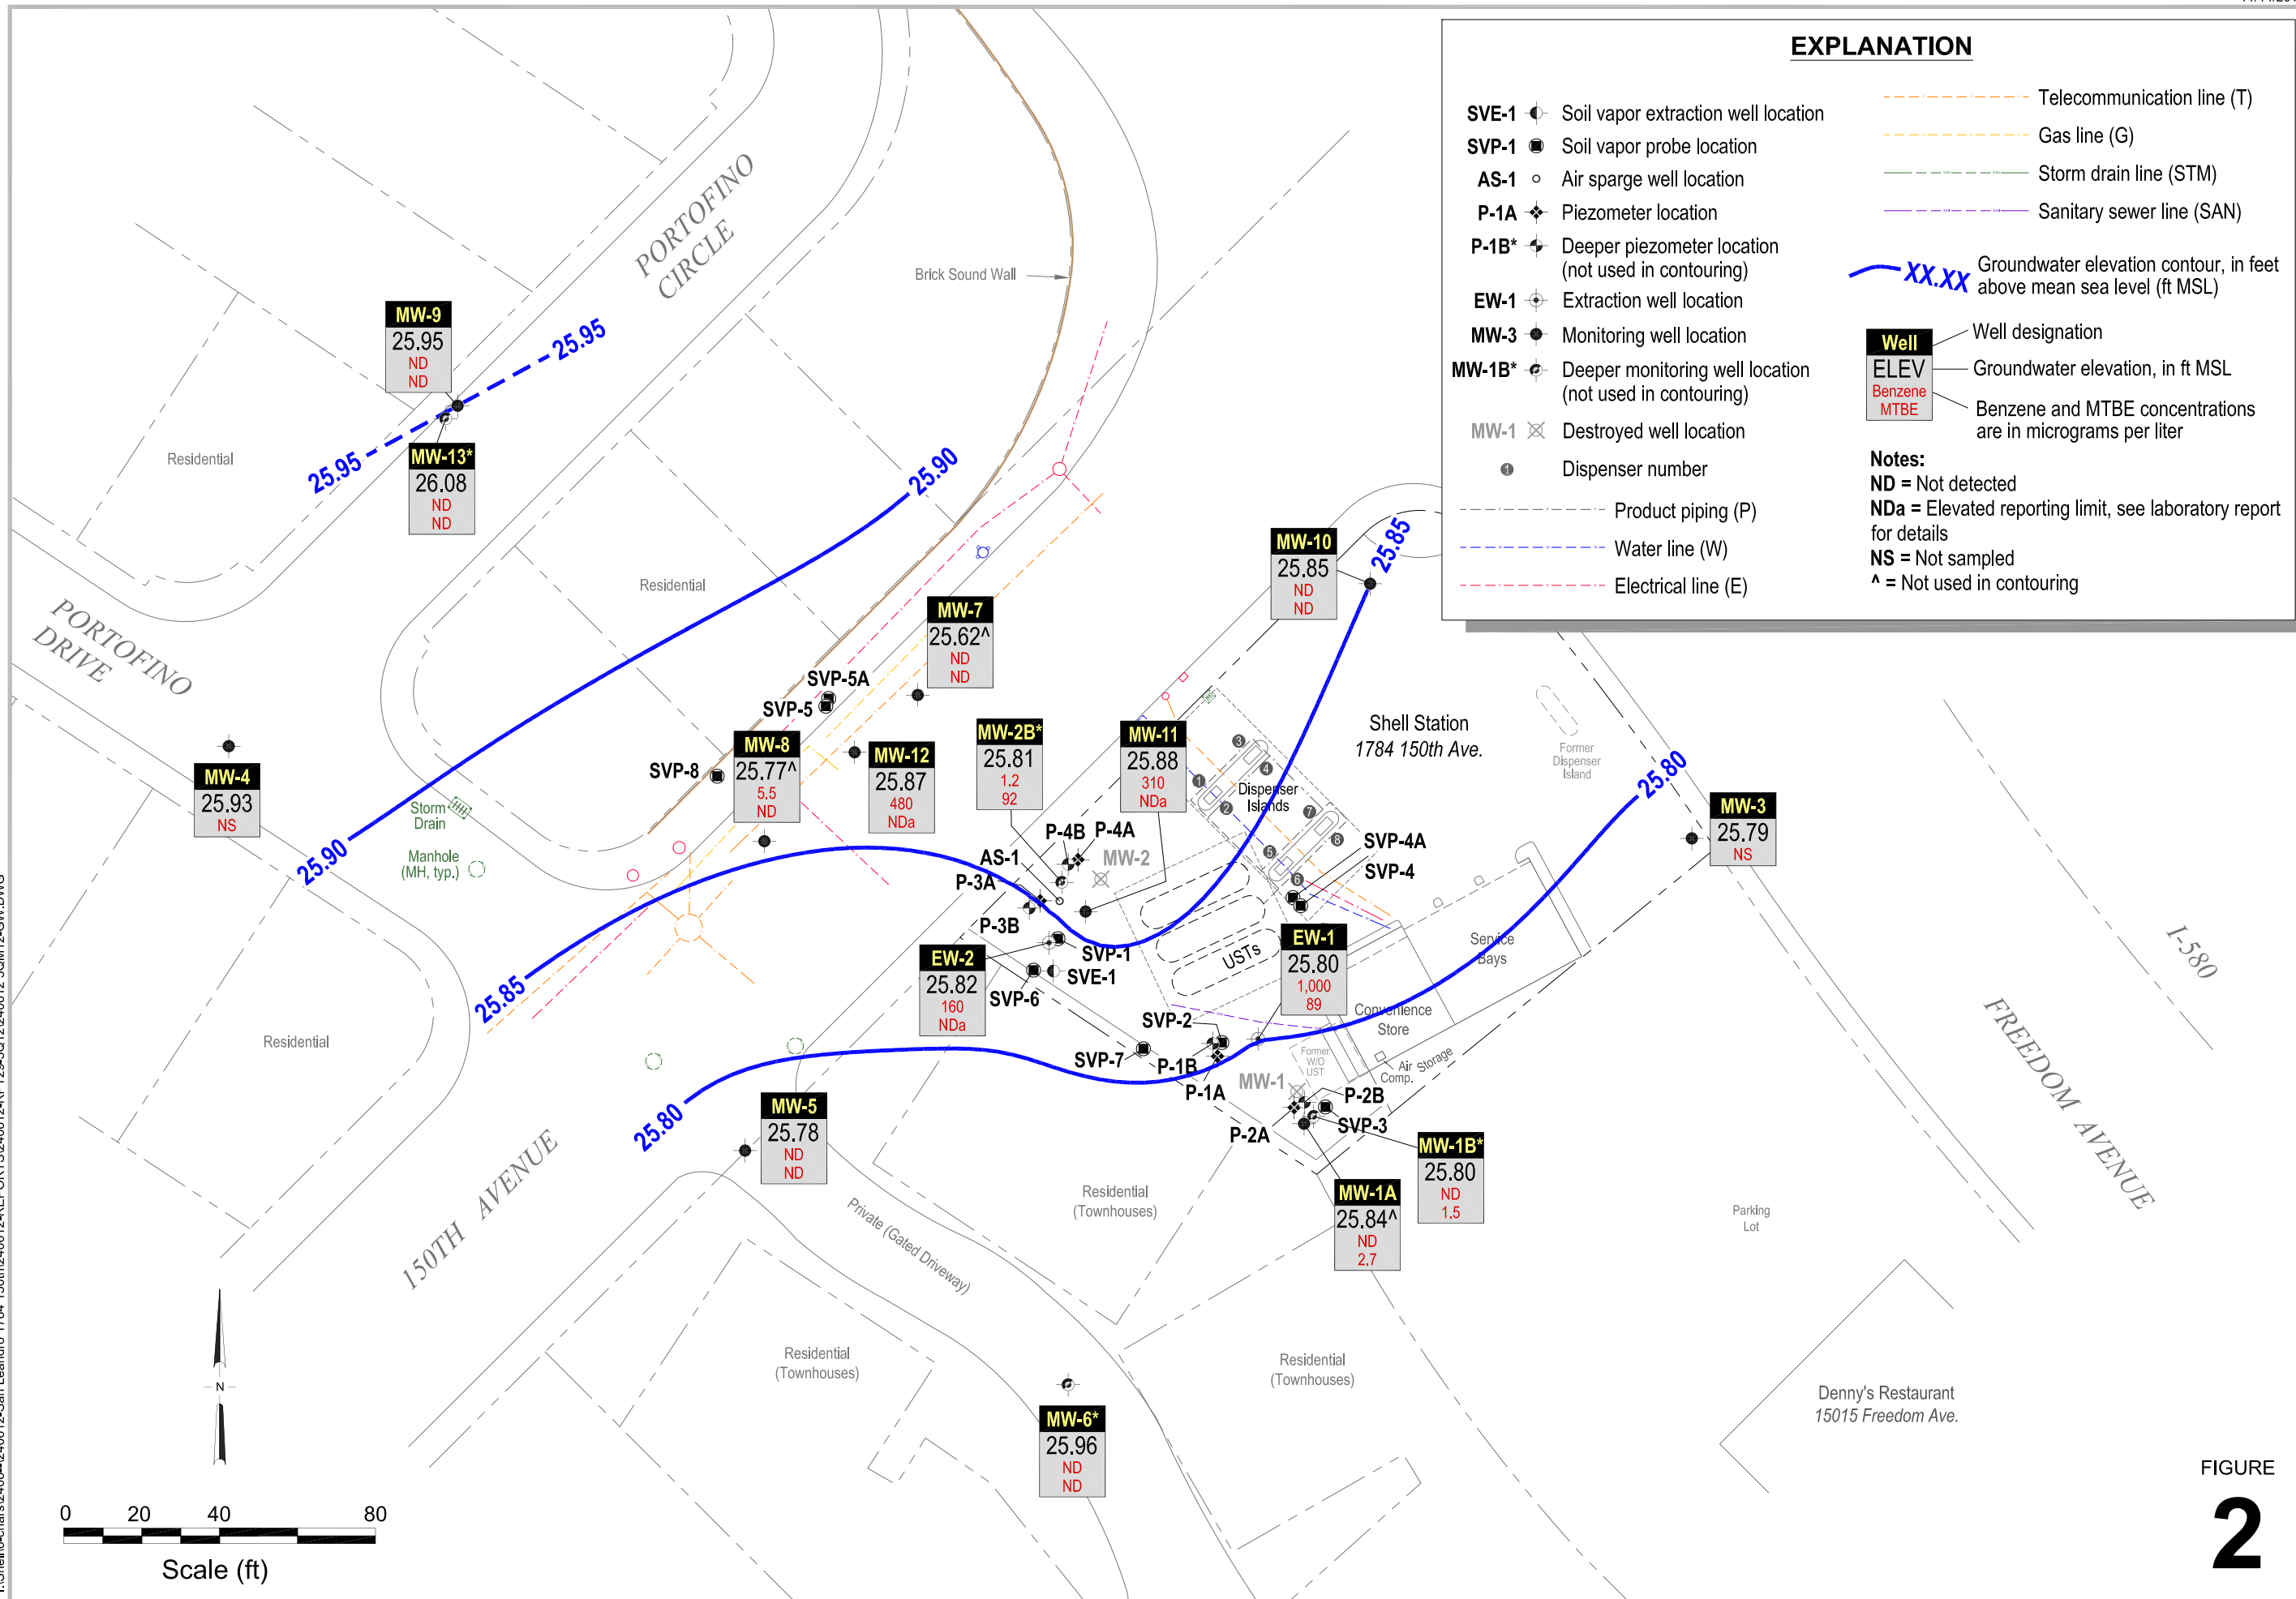 EXPLANATION
SVE-1 Soil vapor extraction well location
SVP-1 Soil vapor probe location
AS-1 Air sparge well location
P-1A Piezometer location
P-1B* Deeper piezometer location
(not used in contouring)
EW-1 Extraction well location
MW-3 Monitoring well location
MW-1B* Deeper monitoring well location
(not used in contouring)
MW-1 Destroyed well location
1 Dispenser number
Product piping (P)
Water line (W)
Electrical line (E)
Telecommunication line (T)
Gas line (G)
Storm drain line (STM)
Sanitary sewer line (SAN)
XX.XX Groundwater elevation contour, in feet
above mean sea level (ft MSL)
Well
ELEV
Benzene
MTBE
Well designation
Groundwater elevation, in ft MSL
Benzene and MTBE concentrations
are in micrograms per liter
Notes:
ND = Not detected
NDa = Elevated reporting limit, see laboratory report
for details
NS = Not sampled
^ = Not used in contouring
PORTOFINO
CIRCLE
Brick Sound Wall
MW-9
25.95
ND
ND
25.95
25.95
MW-13*
26.08
ND
ND
Residential
25.90
Residential
PORTOFINO
DRIVE
MW-10
25.85
ND
ND
25.85
MW-7
25.62^
ND
ND
SVP-5A
SVP-5
SVP-8
MW-8
25.77^
5.5
ND
MW-12
25.87
480
NDa
MW-2B*
25.81
1.2
92
MW-11
25.88
310
NDa
Shell Station
1784 150th Ave.
Former
Dispenser
Island
25.80
MW-4
25.93
NS
Storm
Drain
Manhole
(MH, typ.)
25.90
3
4
1
2
Dispenser
Islands
7
8
5
6
MW-3
25.79
NS
P-4B
P-4A
MW-2
AS-1
P-3A
P-3B
SVP-4A
SVP-4
SVP-1
SVE-1
SVP-6
EW-2
25.82
160
NDa
USTs
EW-1
25.80
1,000
89
Service
Bays
Convenience
Store
I-580
FREEDOM AVENUE
25.85
SVP-2
SVP-7
P-1B
P-1A
Former
W/O
UST
MW-1
Air
Comp.
Storage
P-2B
P-2A
SVP-3
25.80
MW-5
25.78
ND
ND
Residential
150TH AVENUE
Private (Gated Driveway)
Residential
(Townhouses)
MW-1B*
25.80
ND
1.5
MW-1A
25.84^
ND
2.7
Parking
Lot
Residential
(Townhouses)
Residential
(Townhouses)
MW-6*
25.96
ND
ND
Denny's Restaurant
15015 Freedom Ave.
N
0 20 40 80
Scale (ft)
FIGURE
2